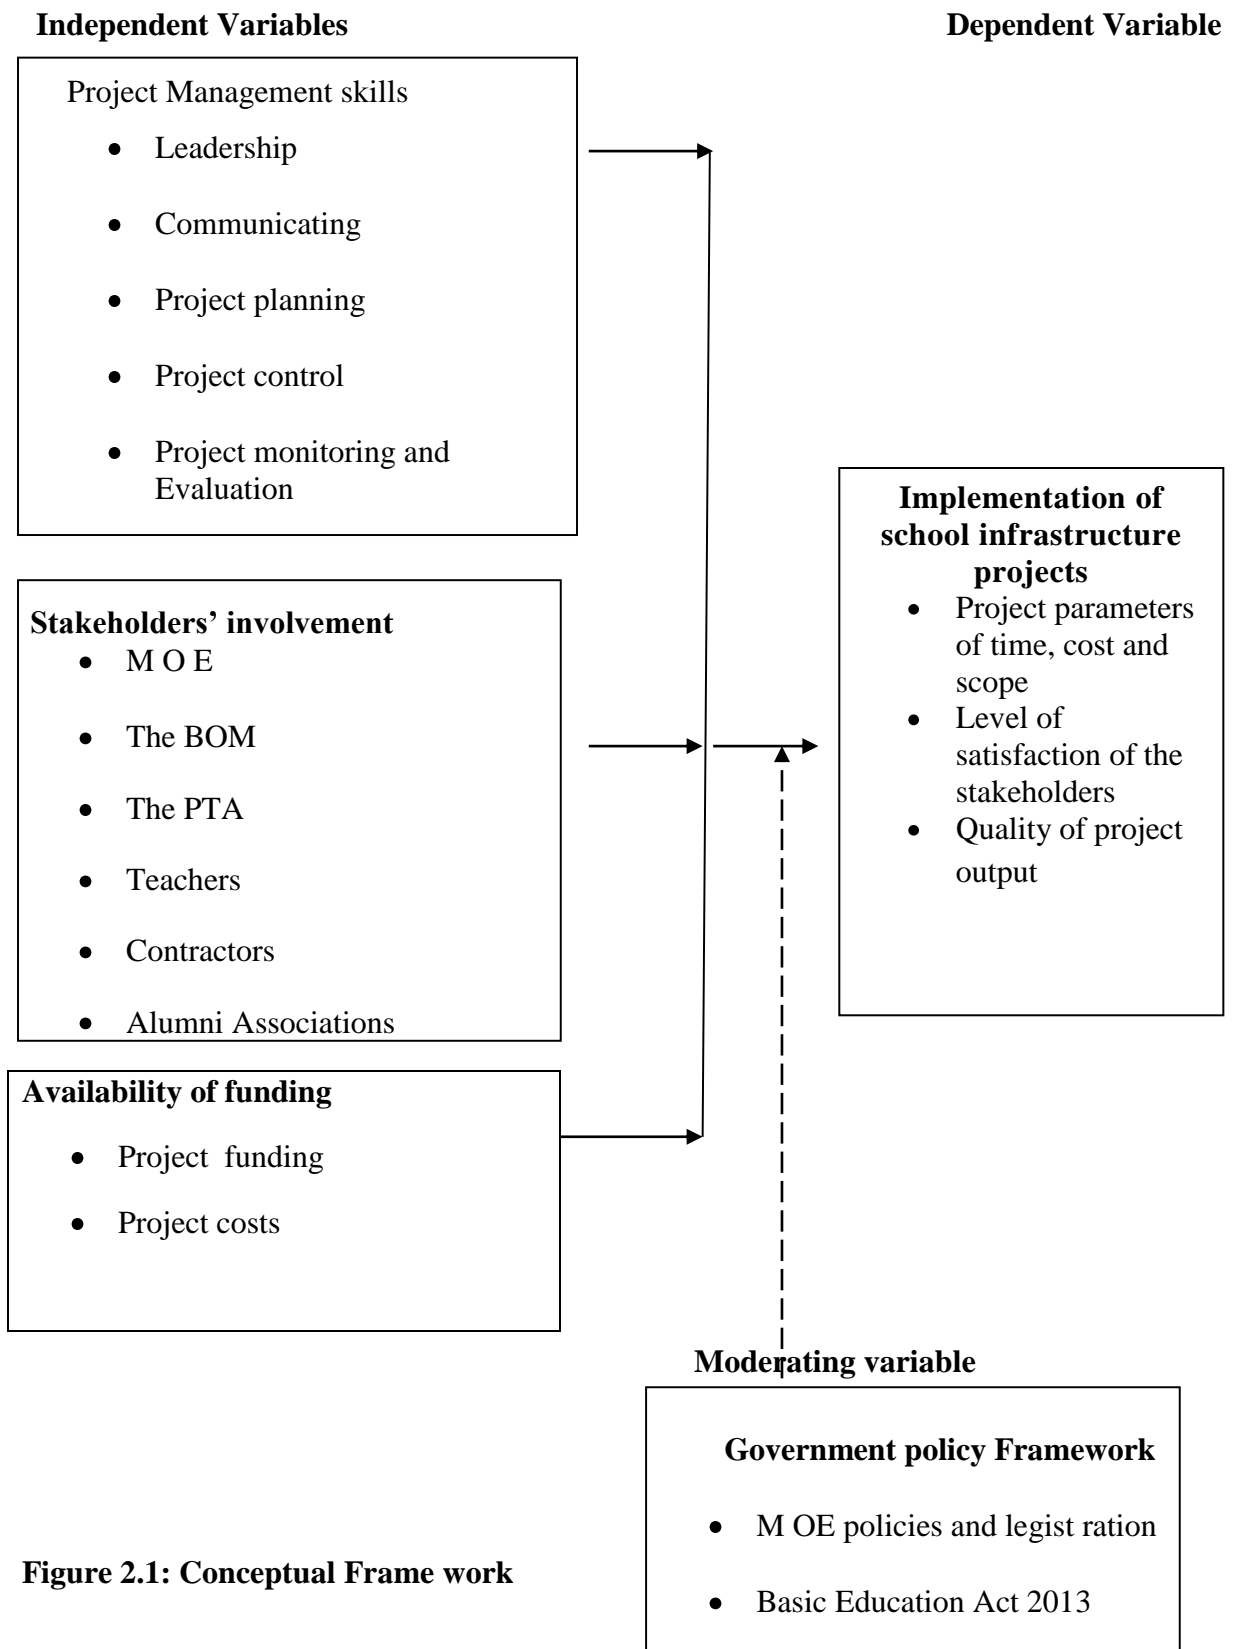 Independent Variables
Dependent Variable
Project Management skills
• Leadership
• Communicating
• Project planning
• Project control
• Project monitoring and
Evaluation
Stakeholders’ involvement
• M O E
• The BOM
• The PTA
• Teachers
• Contractors
• Alumni Associations
Availability of funding
• Project funding
• Project costs
Implementation of
school infrastructure
projects
• Project parameters
of time, cost and
scope
• Level of
satisfaction of the
stakeholders
• Quality of project
output
Moderating variable
Government policy Framework
• M OE policies and legist ration
• Basic Education Act 2013
Figure 2.1: Conceptual Frame work